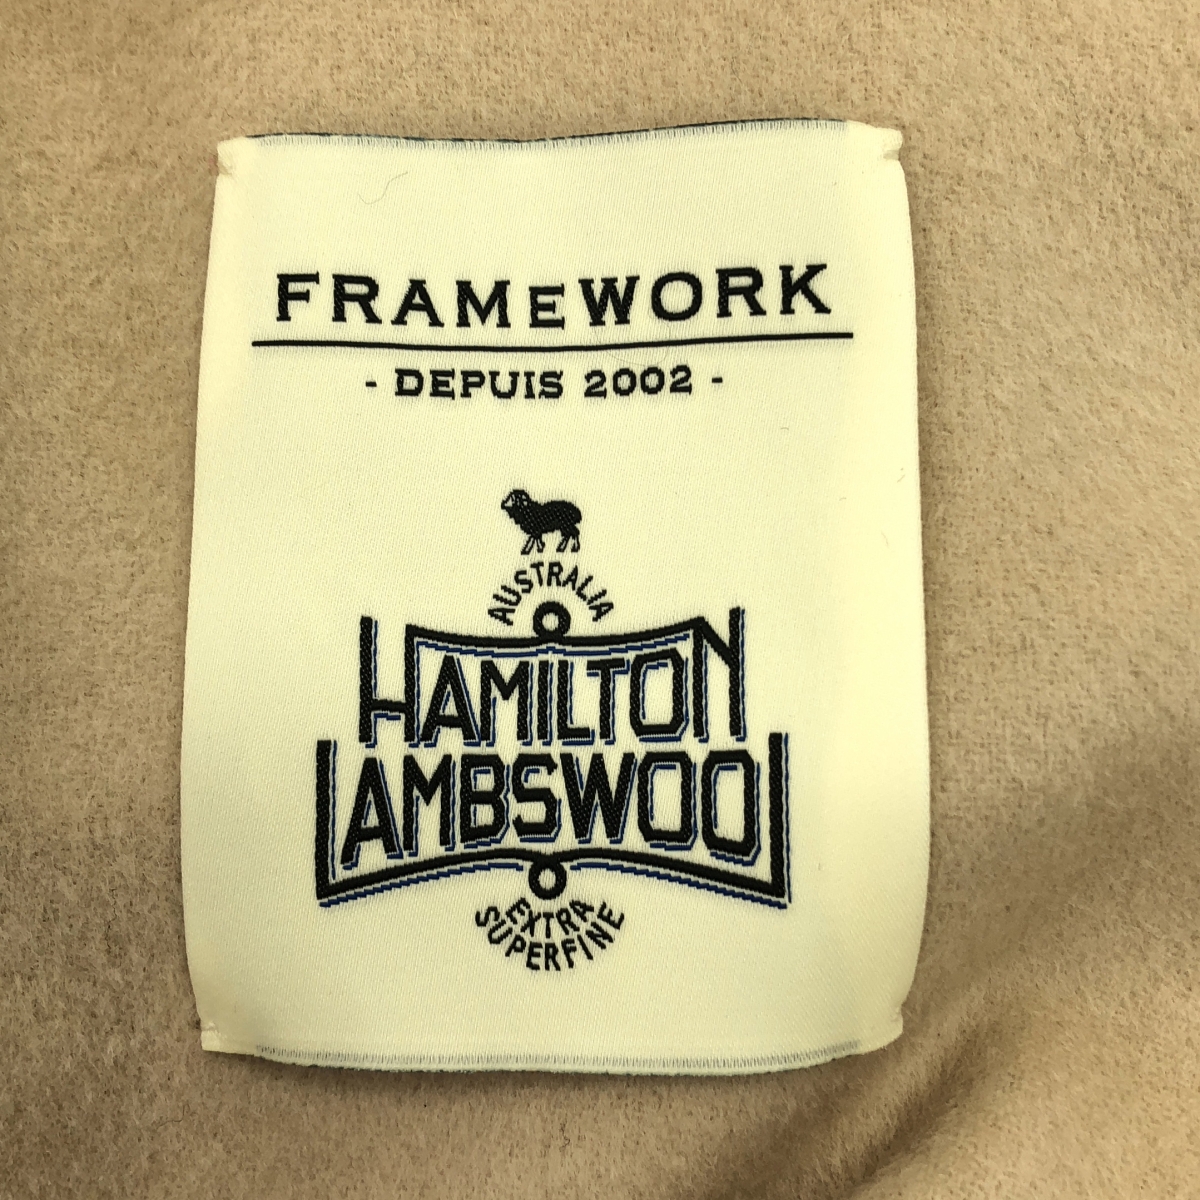 FRAMeWORK
- DEPUIS 2002 -
AUSTRALIA
HAMILTON
LAMBSWOOL
EXTRA
SUPERFINE